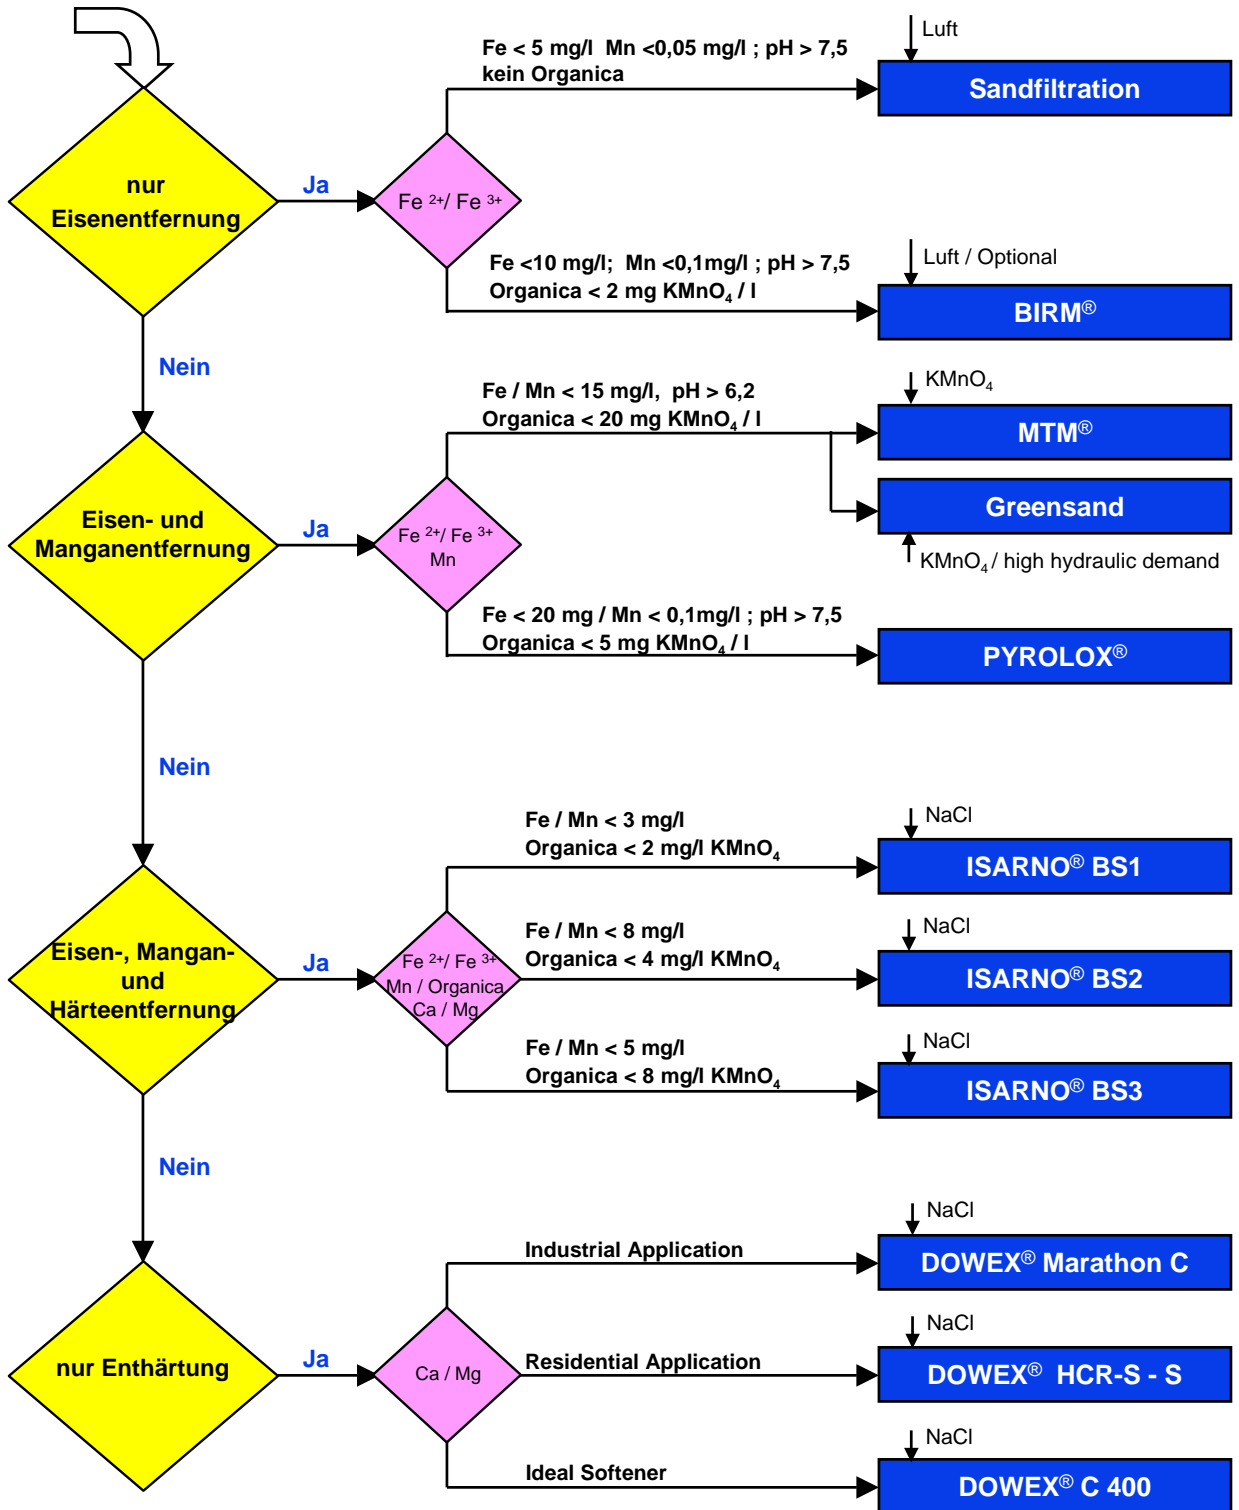 Luft
Fe < 5 mg/l Mn <0,05 mg/l ; pH > 7,5
kein Organica
Sandfiltration
nur
Eisenentfernung
Ja
Fe ²⁺/ Fe ³⁺
Fe <10 mg/l; Mn <0,1mg/l ; pH > 7,5
Organica < 2 mg KMnO₄ / l
Luft / Optional
BIRM®
Nein
Fe / Mn < 15 mg/l, pH > 6,2
Organica < 20 mg KMnO₄ / l
KMnO₄
MTM®
Greensand
KMnO₄ / high hydraulic demand
Eisen- und
Manganentfernung
Ja
Fe ²⁺/ Fe ³⁺
Mn
Fe < 20 mg / Mn < 0,1mg/l ; pH > 7,5
Organica < 5 mg KMnO₄ / l
PYROLOX®
Nein
Fe / Mn < 3 mg/l
Organica < 2 mg/l KMnO₄
NaCl
ISARNO® BS1
Eisen-, Mangan-
und
Härteentfernung
Ja
Fe ²⁺/ Fe ³⁺
Mn / Organica
Ca / Mg
Fe / Mn < 8 mg/l
Organica < 4 mg/l KMnO₄
NaCl
ISARNO® BS2
Fe / Mn < 5 mg/l
Organica < 8 mg/l KMnO₄
NaCl
ISARNO® BS3
Nein
Industrial Application
NaCl
DOWEX® Marathon C
nur Enthärtung
Ja
Ca / Mg
Residential Application
NaCl
DOWEX® HCR-S - S
Ideal Softener
NaCl
DOWEX® C 400